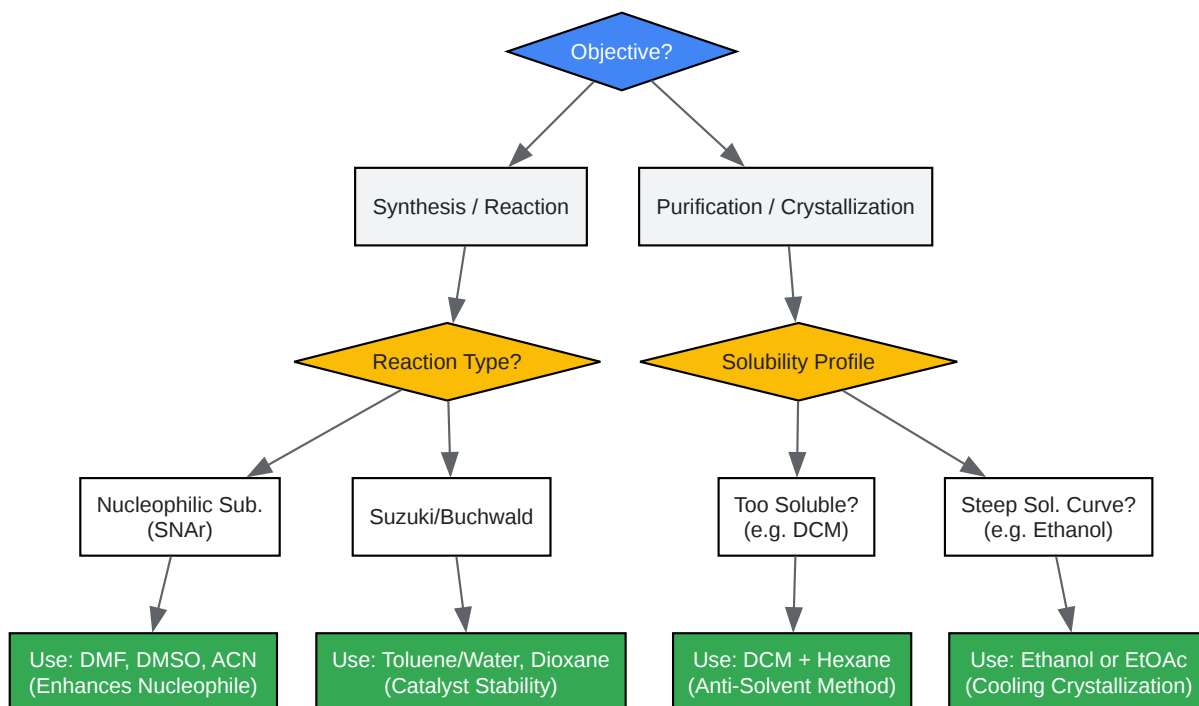 Objective?
Synthesis / Reaction
Purification / Crystallization
Reaction Type?
Solubility Profile
Nucleophilic Sub.
(SNAr)
Suzuki/Buchwald
Too Soluble?
(e.g. DCM)
Steep Sol. Curve?
(e.g. Ethanol)
Use: DMF, DMSO, ACN
(Enhances Nucleophile)
Use: Toluene/Water, Dioxane
(Catalyst Stability)
Use: DCM + Hexane
(Anti-Solvent Method)
Use: Ethanol or EtOAc
(Cooling Crystallization)